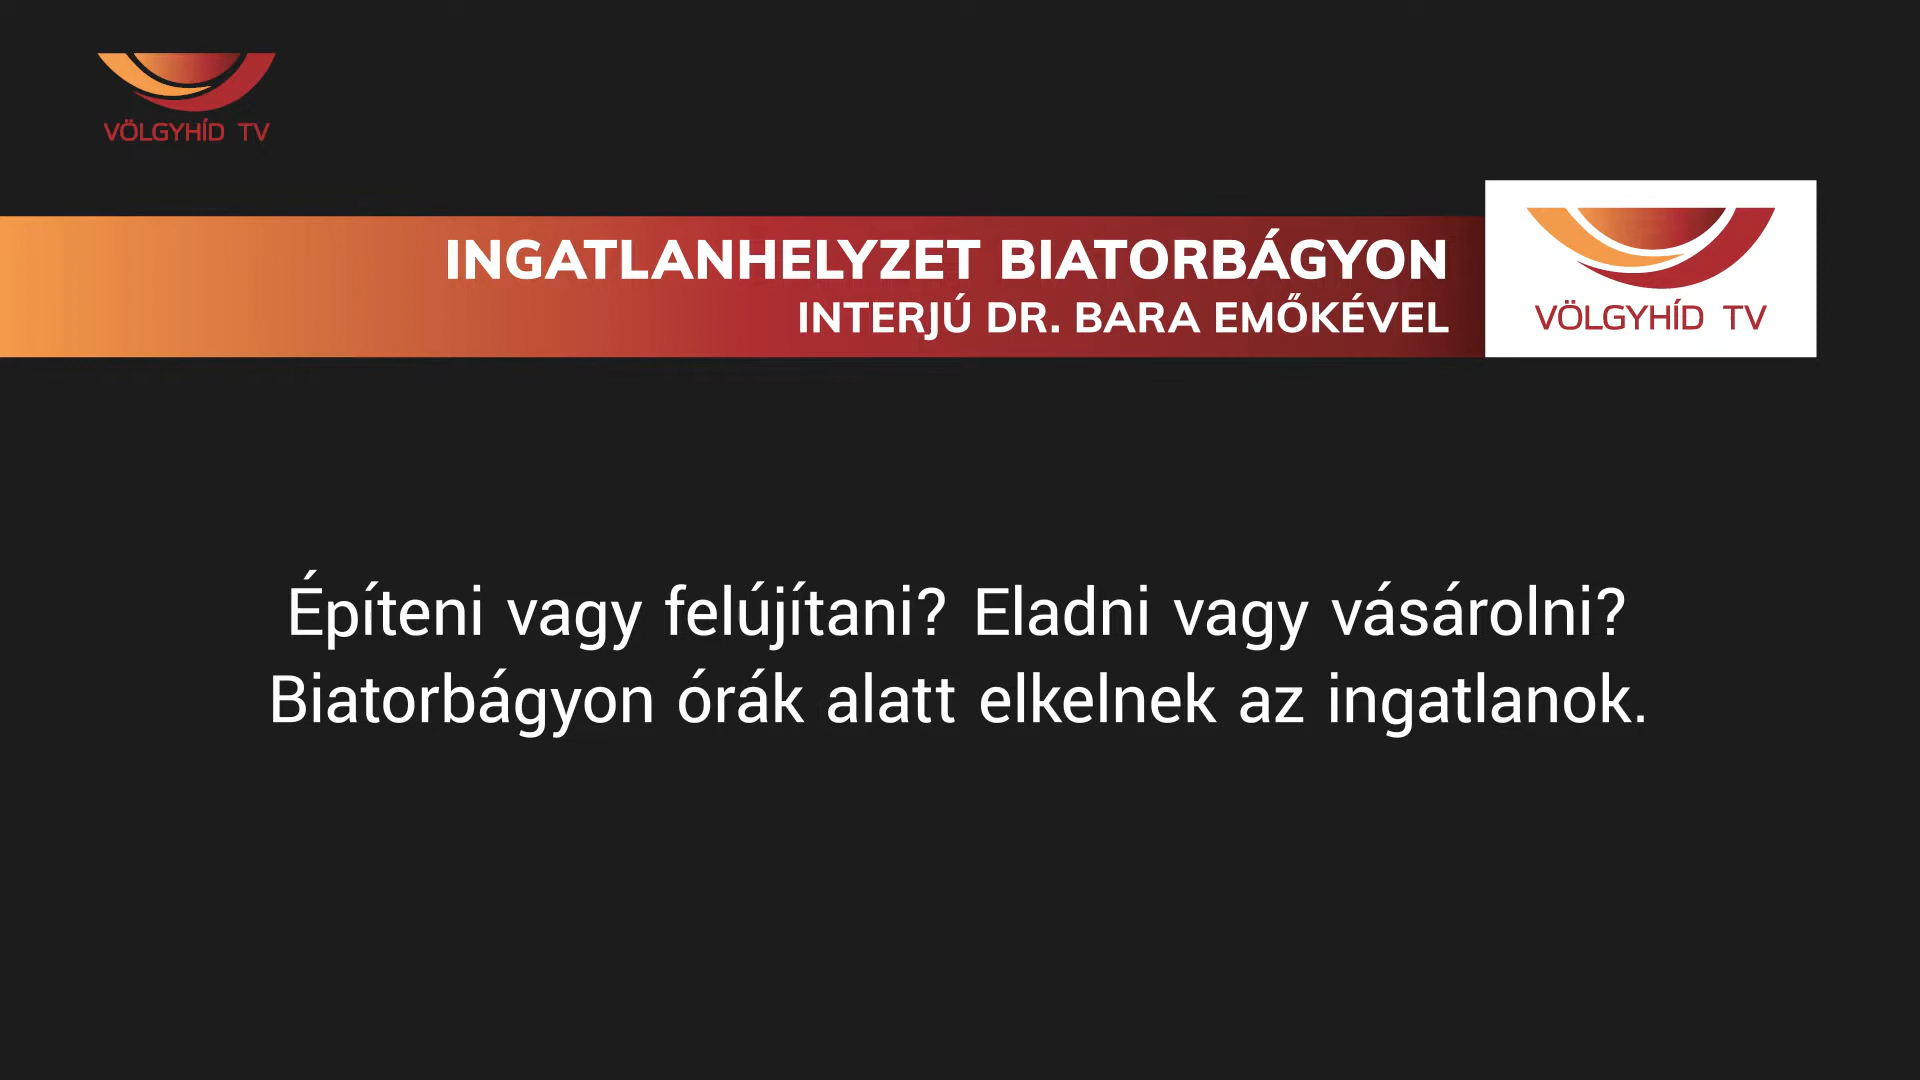 VÖLGYHÍD TV
INGATLANHELYZET BIATORBÁGYON
INTERJÚ DR. BARA EMŐKÉVEL
VÖLGYHÍD TV
Építeni vagy felújítani? Eladni vagy vásárolni?
Biatorbágyon órák alatt elkelnek az ingatlanok.